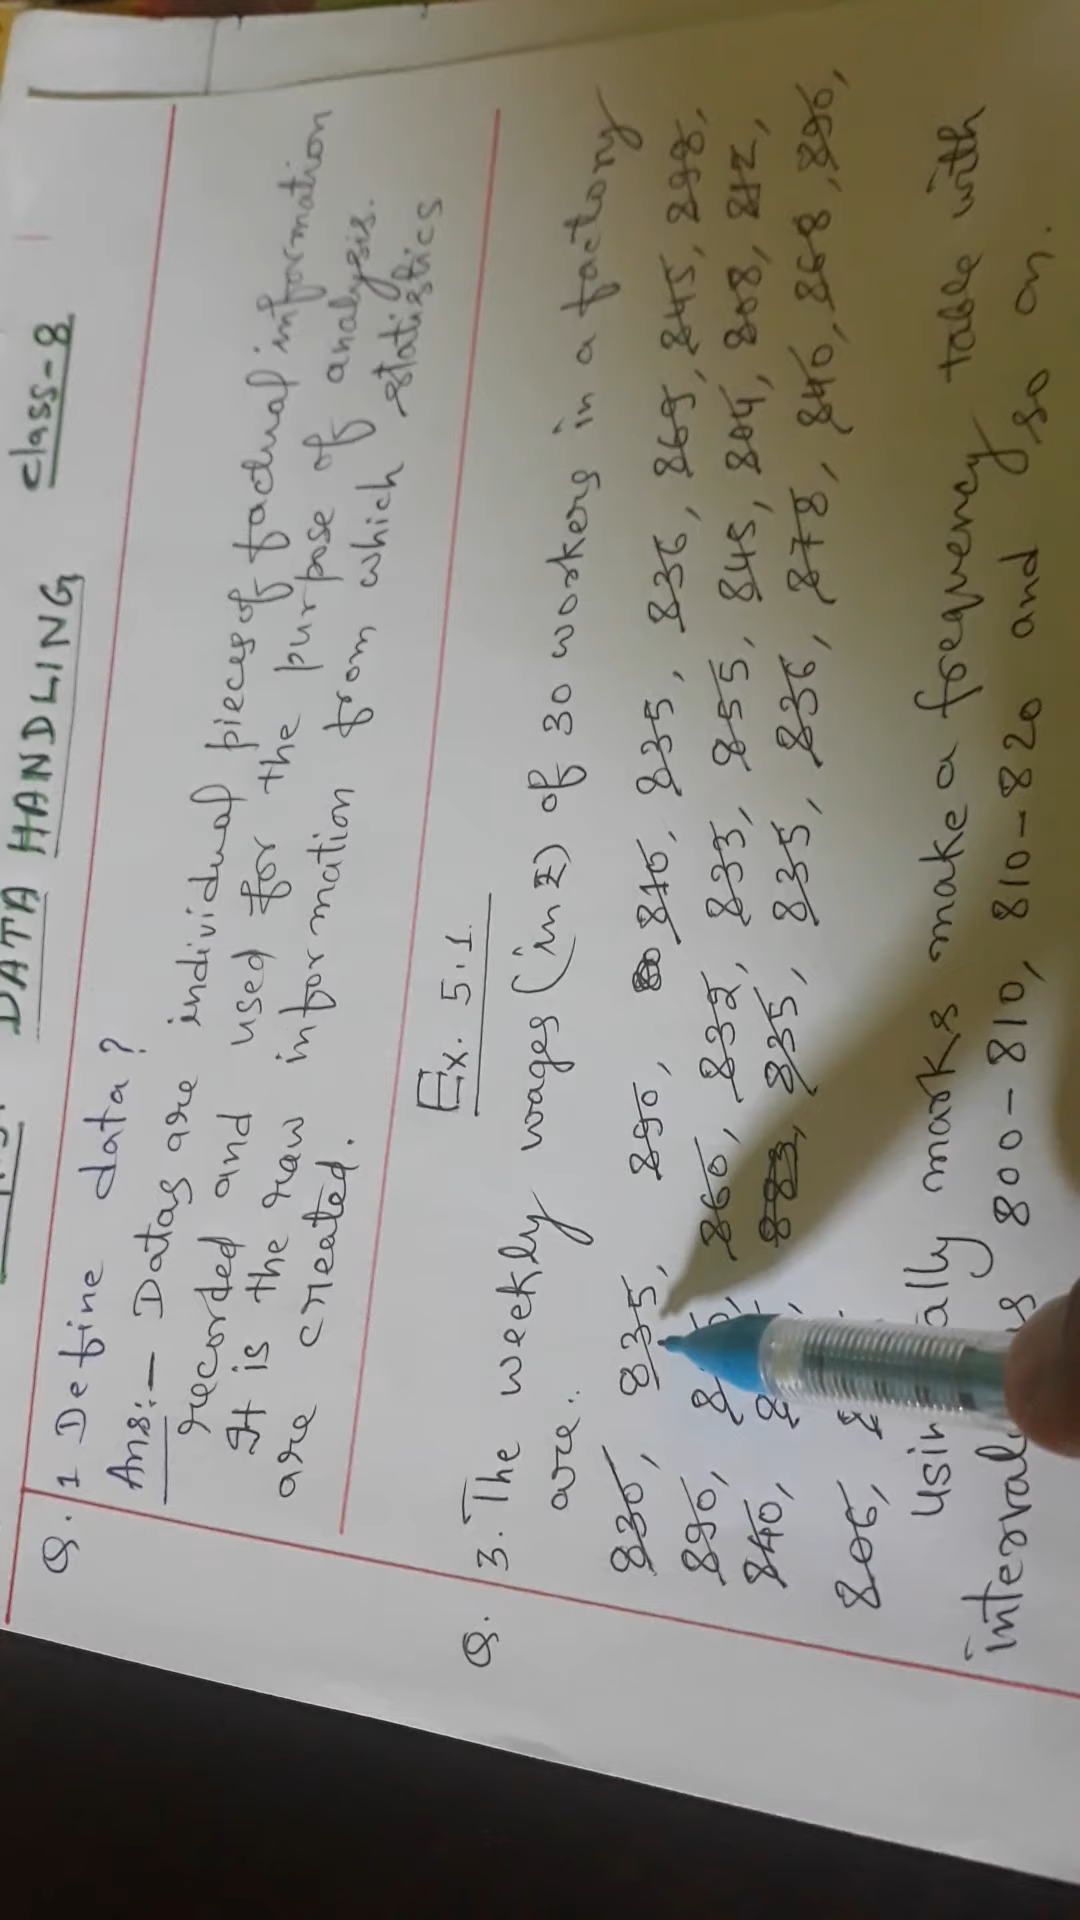 DATA HANDLING class-8
Q. 1 Define data?
Ans:- Datas are individual pieces of factual information
recorded and used for the purpose of analysis.
It is the raw information from which statistics
are created.
Ex. 5.1
Q. 3. The weekly wages (in ₹) of 30 workers in a factory
are.
830, 835, 890, 810, 835, 836, 869, 845, 898,
890, 860, 832, 833, 855, 845, 804, 808, 812,
840, 883, 835, 835, 836, 878, 840, 868, 890,
806,
marks make a frequency table with
800-810, 810-820 and so on.